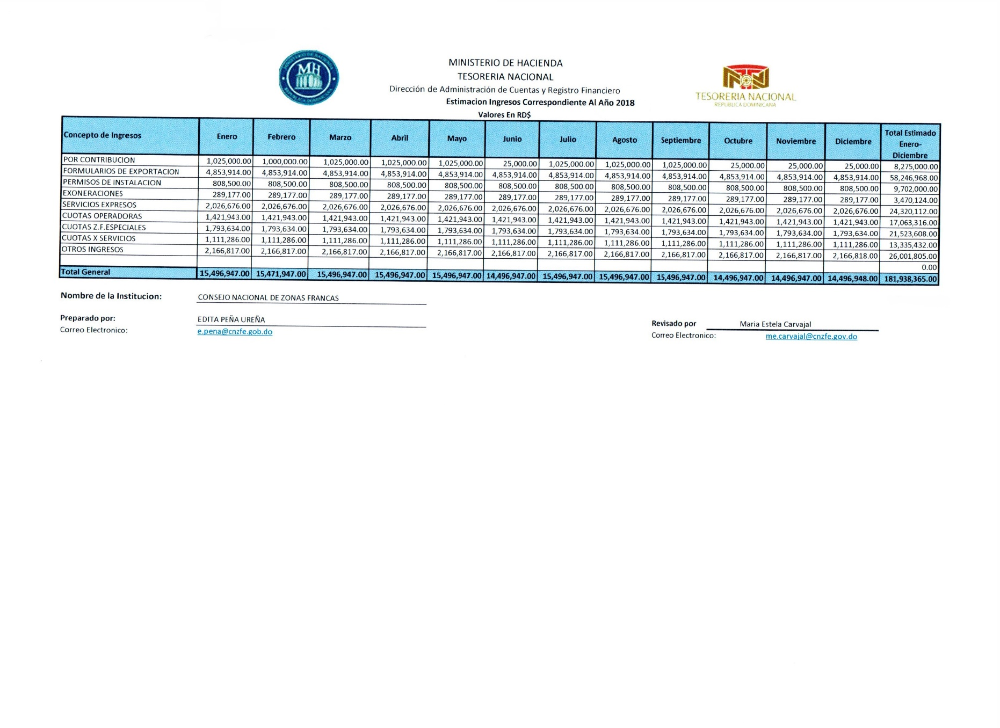 MINISTERIO DE HACIENDA
TESORERIA NACIONAL
Dirección de Administración de Cuentas y Registro Financiero
Estimacion Ingresos Correspondiente Al Año 2018
Valores En RD$
MINISTERIO DE HACIENDA
MH
REPUBLICA DOMINICANA
TESORERIA NACIONAL
REPUBLICA DOMINICANA
Concepto de Ingresos Enero Febrero Marzo Abril Mayo Junio Julio Agosto Septiembre Octubre Noviembre Diciembre Total Estimado Enero-Diciembre
POR CONTRIBUCION 1,025,000.00 1,000,000.00 1,025,000.00 1,025,000.00 1,025,000.00 25,000.00 1,025,000.00 1,025,000.00 1,025,000.00 25,000.00 25,000.00 25,000.00 8,275,000.00
FORMULARIOS DE EXPORTACION 4,853,914.00 4,853,914.00 4,853,914.00 4,853,914.00 4,853,914.00 4,853,914.00 4,853,914.00 4,853,914.00 4,853,914.00 4,853,914.00 4,853,914.00 4,853,914.00 58,246,968.00
PERMISOS DE INSTALACION 808,500.00 808,500.00 808,500.00 808,500.00 808,500.00 808,500.00 808,500.00 808,500.00 808,500.00 808,500.00 808,500.00 808,500.00 9,702,000.00
EXONERACIONES 289,177.00 289,177.00 289,177.00 289,177.00 289,177.00 289,177.00 289,177.00 289,177.00 289,177.00 289,177.00 289,177.00 289,177.00 3,470,124.00
SERVICIOS EXPRESOS 2,026,676.00 2,026,676.00 2,026,676.00 2,026,676.00 2,026,676.00 2,026,676.00 2,026,676.00 2,026,676.00 2,026,676.00 2,026,676.00 2,026,676.00 2,026,676.00 24,320,112.00
CUOTAS OPERADORAS 1,421,943.00 1,421,943.00 1,421,943.00 1,421,943.00 1,421,943.00 1,421,943.00 1,421,943.00 1,421,943.00 1,421,943.00 1,421,943.00 1,421,943.00 1,421,943.00 17,063,316.00
CUOTAS Z.F.ESPECIALES 1,793,634.00 1,793,634.00 1,793,634.00 1,793,634.00 1,793,634.00 1,793,634.00 1,793,634.00 1,793,634.00 1,793,634.00 1,793,634.00 1,793,634.00 1,793,634.00 21,523,608.00
CUOTAS X SERVICIOS 1,111,286.00 1,111,286.00 1,111,286.00 1,111,286.00 1,111,286.00 1,111,286.00 1,111,286.00 1,111,286.00 1,111,286.00 1,111,286.00 1,111,286.00 1,111,286.00 13,335,432.00
OTROS INGRESOS 2,166,817.00 2,166,817.00 2,166,817.00 2,166,817.00 2,166,817.00 2,166,817.00 2,166,817.00 2,166,817.00 2,166,817.00 2,166,817.00 2,166,817.00 2,166,818.00 26,001,805.00
0.00
Total General 15,496,947.00 15,471,947.00 15,496,947.00 15,496,947.00 15,496,947.00 14,496,947.00 15,496,947.00 15,496,947.00 15,496,947.00 14,496,947.00 14,496,947.00 14,496,948.00 181,938,365.00
Nombre de la Institucion: CONSEJO NACIONAL DE ZONAS FRANCAS
Preparado por: EDITA PEÑA UREÑA Revisado por Maria Estela Carvajal
Correo Electronico: e.pena@cnzfe.gob.do Correo Electronico: me.carvajal@cnzfe.gov.do